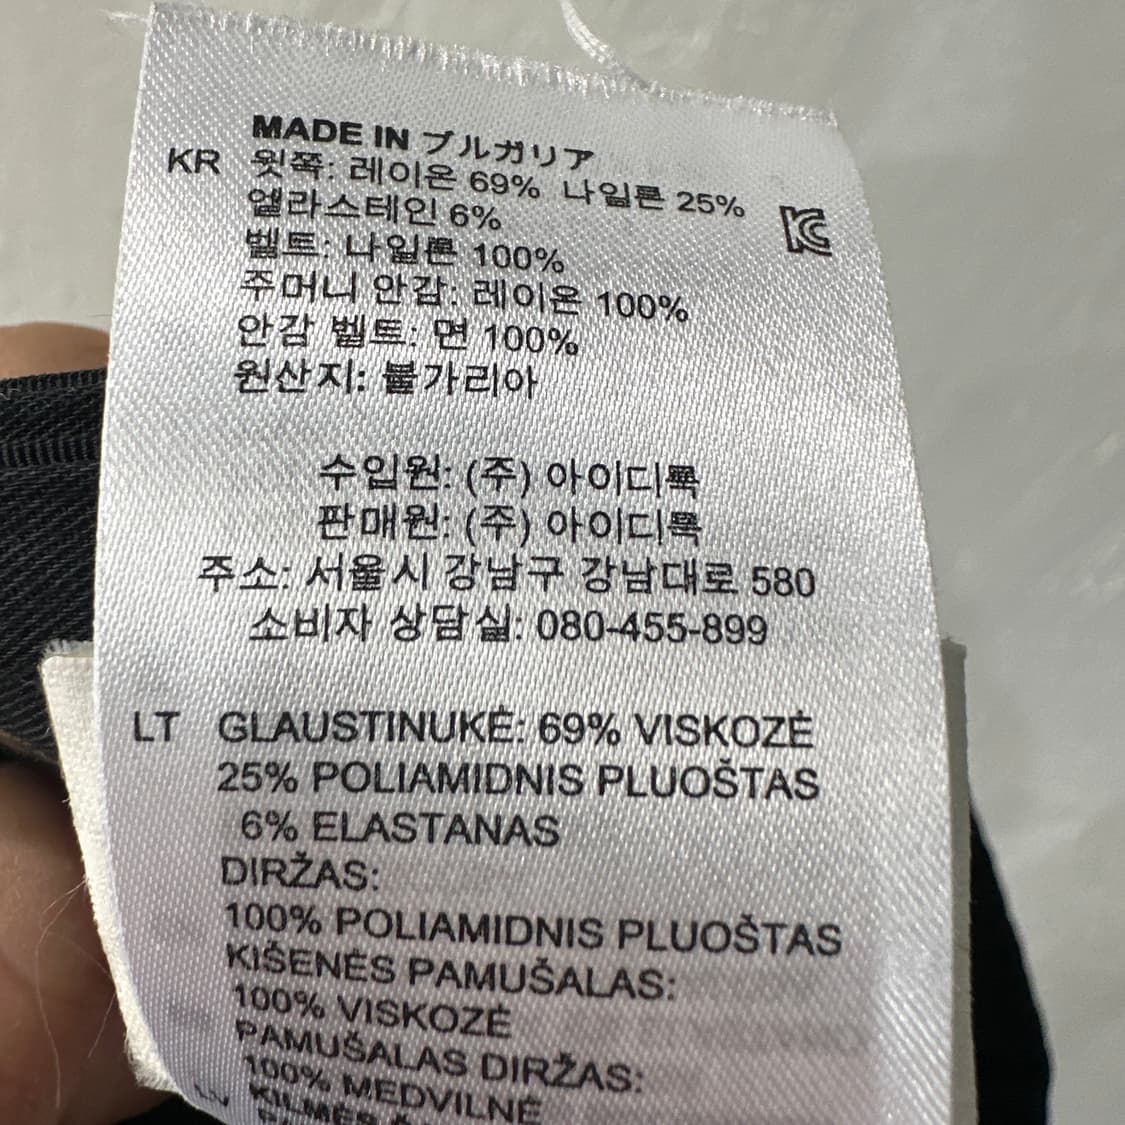 MADE IN ブルガリア
KR 윗쪽: 레이온 69% 나일론 25%
엘라스테인 6%
벨트: 나일론 100%
주머니 안감: 레이온 100%
안감 벨트: 면 100%
원산지: 불가리아
수입원: (주) 아이디룩
판매원: (주) 아이디룩
주소: 서울시 강남구 강남대로 580
소비자 상담실: 080-455-899
LT GLAUSTINUKĖ: 69% VISKOZĖ
25% POLIAMIDNIS PLUOŠTAS
6% ELASTANAS
DIRŽAS:
100% POLIAMIDNIS PLUOŠTAS
KIŠENĖS PAMUŠALAS:
100% VISKOZĖ
PAMUŠALAS DIRŽAS:
100% MEDVILNĖ
KILMĖS